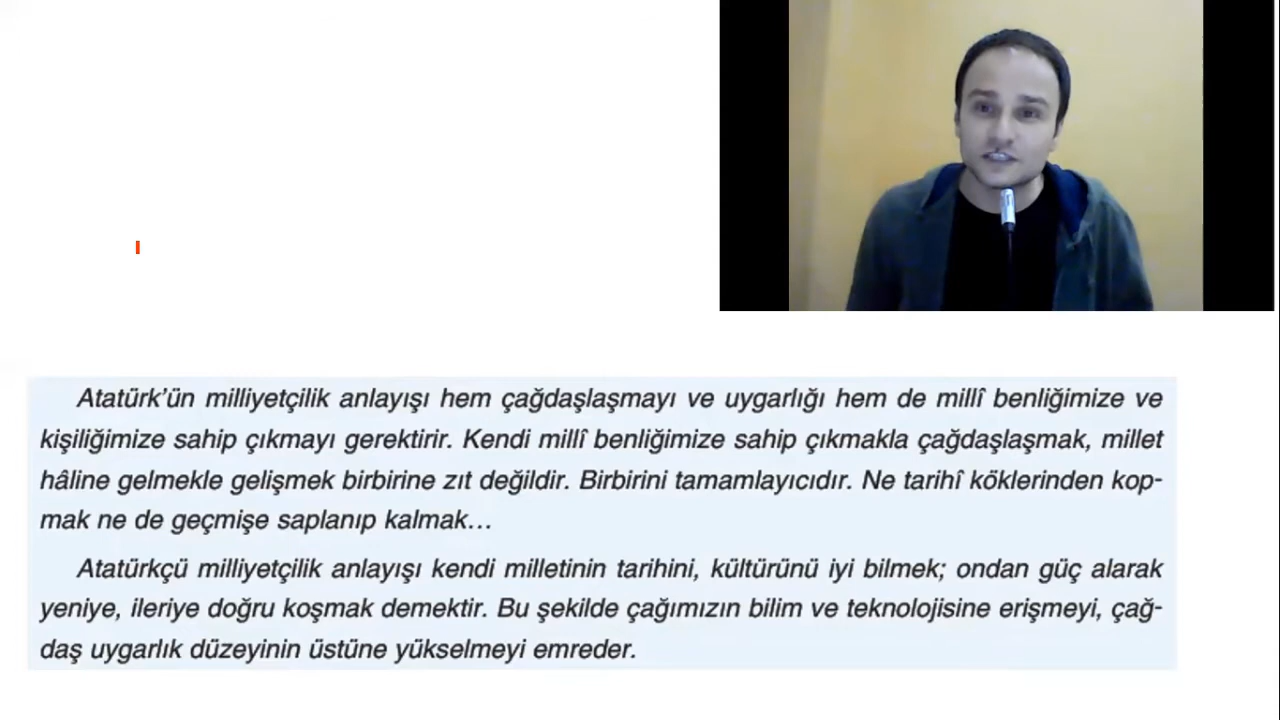 Atatürk'ün milliyetçilik anlayışı hem çağdaşlaşmayı ve uygarlığı hem de millî benliğimize ve
kişiliğimize sahip çıkmayı gerektirir. Kendi millî benliğimize sahip çıkmakla çağdaşlaşmak, millet
hâline gelmekle gelişmek birbirine zıt değildir. Birbirini tamamlayıcıdır. Ne tarihî köklerinden kop-
mak ne de geçmişe saplanıp kalmak...
Atatürkçü milliyetçilik anlayışı kendi milletinin tarihini, kültürünü iyi bilmek; ondan güç alarak
yeniye, ileriye doğru koşmak demektir. Bu şekilde çağımızın bilim ve teknolojisine erişmeyi, çağ-
daş uygarlık düzeyinin üstüne yükselmeyi emreder.